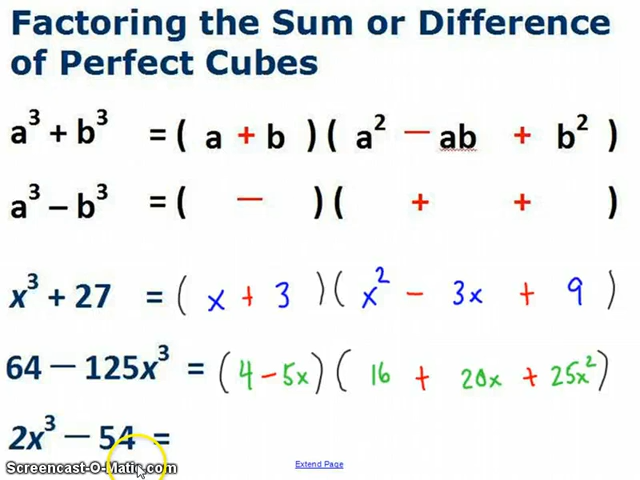 Factoring the Sum or Difference
of Perfect Cubes
a³ + b³ = ( a + b ) ( a² − ab + b² )
a³ − b³ = ( − ) ( + + )
x³ + 27 = ( x + 3 ) ( x² − 3x + 9 )
64 − 125x³ = ( 4 − 5x ) ( 16 + 20x + 25x² )
2x³ − 54 =
Screencast-O-Matic.com
Extend Page